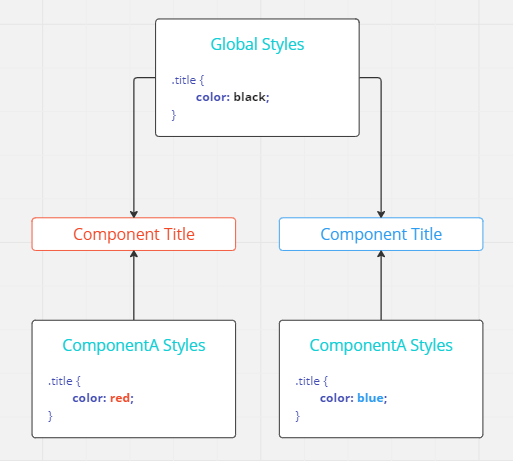 Global Styles
.title {
color: black;
}
Component Title
Component Title
ComponentA Styles
.title {
color: red;
}
ComponentA Styles
.title {
color: blue;
}